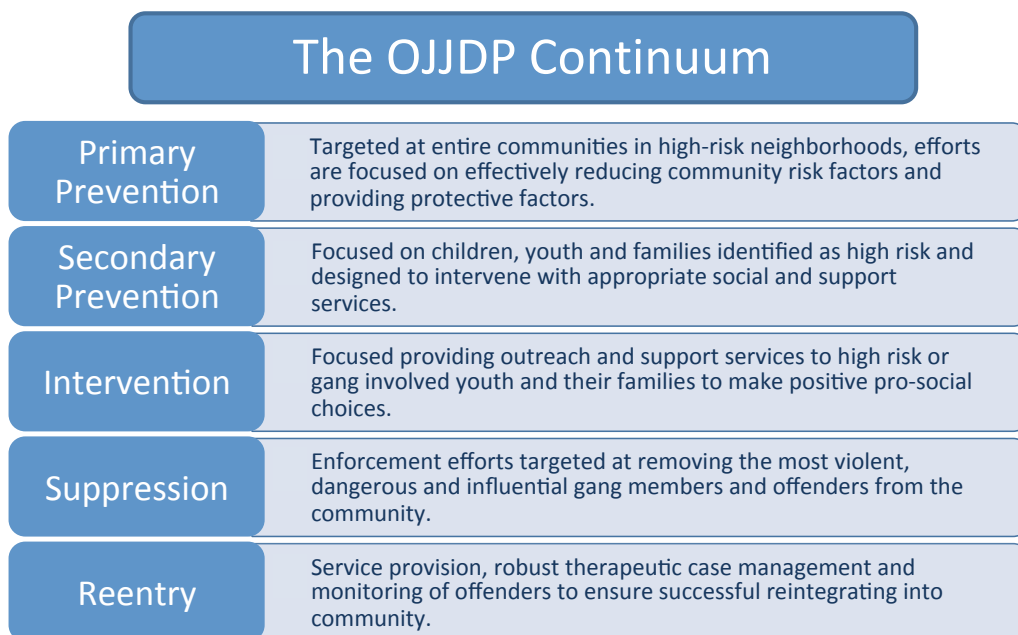 The OJJDP Continuum
Primary
Prevention
Targeted at entire communities in high-risk neighborhoods, efforts
are focused on effectively reducing community risk factors and
providing protective factors.
Secondary
Prevention
Focused on children, youth and families identified as high risk and
designed to intervene with appropriate social and support
services.
Intervention
Focused providing outreach and support services to high risk or
gang involved youth and their families to make positive pro-social
choices.
Suppression
Enforcement efforts targeted at removing the most violent,
dangerous and influential gang members and offenders from the
community.
Reentry
Service provision, robust therapeutic case management and
monitoring of offenders to ensure successful reintegrating into
community.